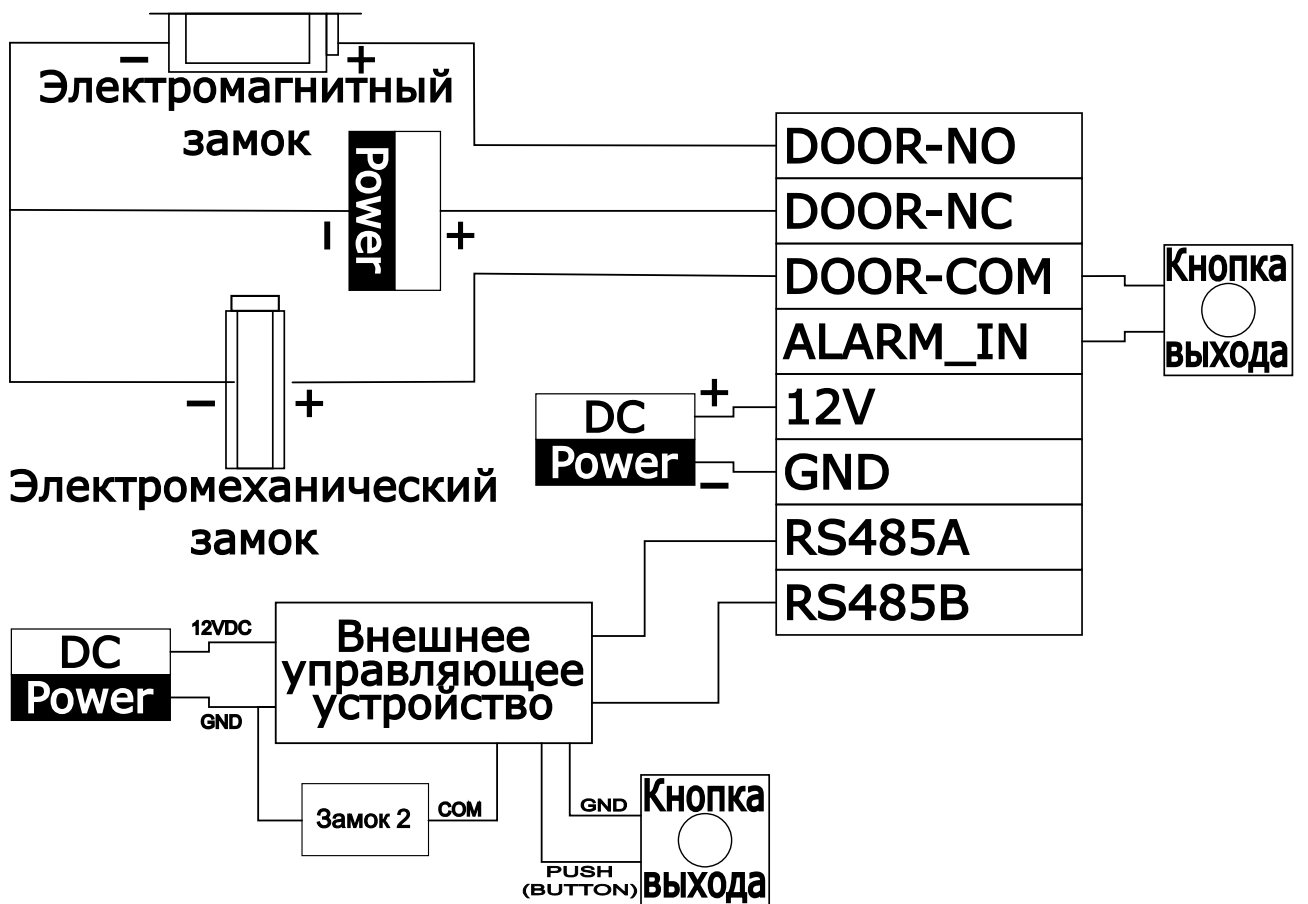 − +
Электромагнитный
замок
Power
− +
− +
Электромеханический
замок
DOOR-NO
DOOR-NC
DOOR-COM
ALARM_IN
12V
GND
RS485A
RS485B
Кнопка
выхода
DC
Power
+
−
DC
Power
12VDC
GND
Внешнее
управляющее
устройство
Замок 2
COM
GND
PUSH
(BUTTON)
Кнопка
выхода